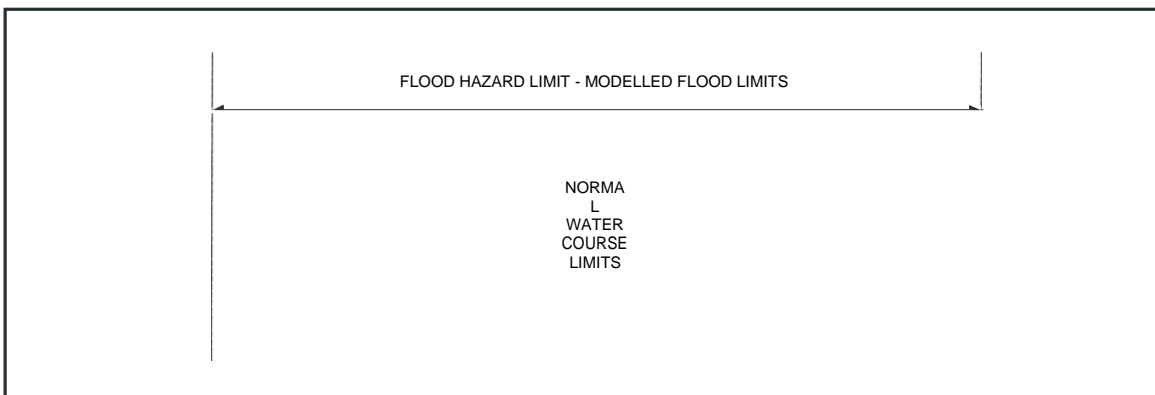 FLOOD HAZARD LIMIT - MODELLED FLOOD LIMITS
NORMA
L
WATER
COURSE
LIMITS